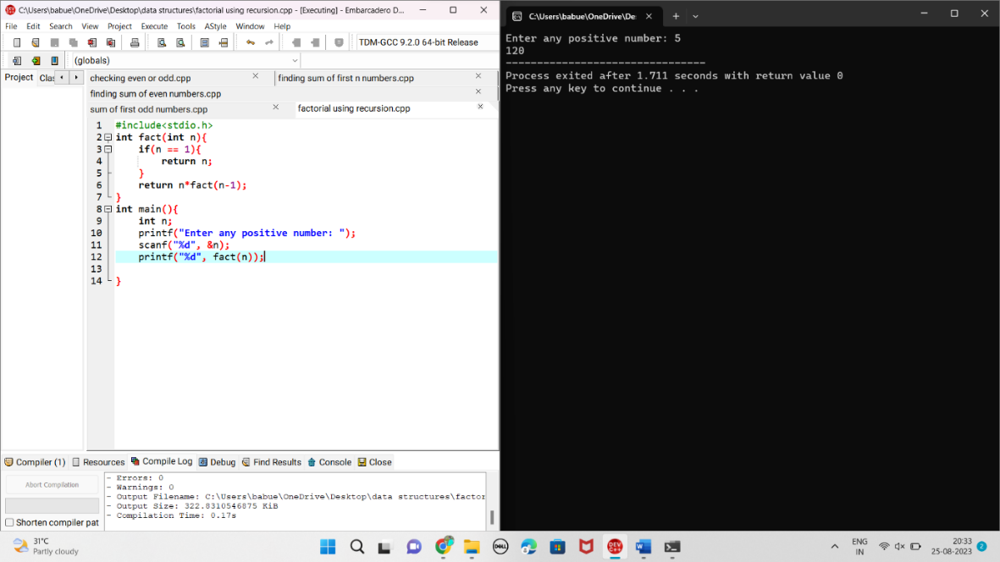 C:\Users\babue\OneDrive\Desktop\data structures\factorial using recursion.cpp - [Executing] - Embarcadero D...
File Edit Search View Project Execute Tools AStyle Window Help
TDM-GCC 9.2.0 64-bit Release
(globals)
Project Clas
checking even or odd.cpp
finding sum of first n numbers.cpp
finding sum of even numbers.cpp
sum of first odd numbers.cpp
factorial using recursion.cpp
1 #include<stdio.h>
2 int fact(int n){
3 if(n == 1){
4 return n;
5 }
6 return n*fact(n-1);
7 }
8 int main(){
9 int n;
10 printf("Enter any positive number: ");
11 scanf("%d", &n);
12 printf("%d", fact(n));
13
14 }
Compiler (1) Resources Compile Log Debug Find Results Console Close
Abort Compilation
Shorten compiler pat
- Errors: 0
- Warnings: 0
- Output Filename: C:\Users\babue\OneDrive\Desktop\data structures\factor
- Output Size: 322.8310546875 KiB
- Compilation Time: 0.17s
C:\Users\babue\OneDrive\De
Enter any positive number: 5
120
--------------------------------
Process exited after 1.711 seconds with return value 0
Press any key to continue . . .
31°C
Partly cloudy
DELL
DEV
C++
W
ENG
IN
20:33
25-08-2023
2